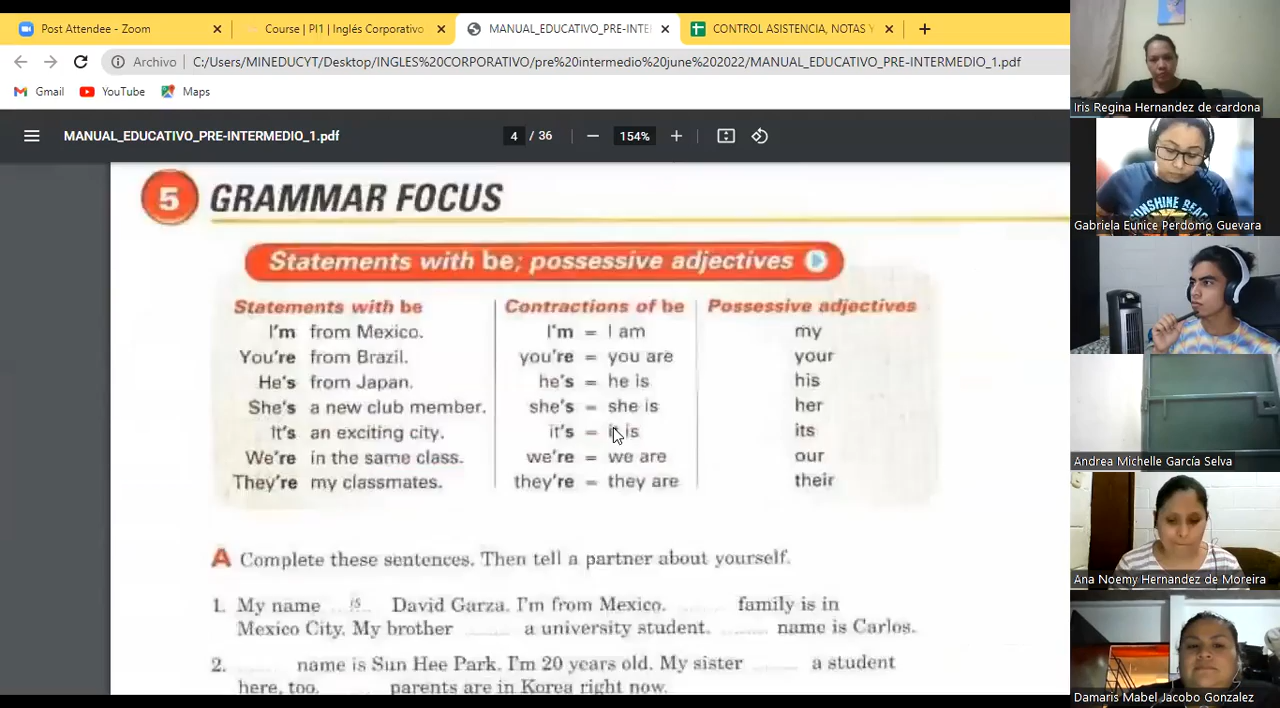 Post Attendee - Zoom
Course | PI1 | Inglés Corporativo
MANUAL_EDUCATIVO_PRE-INTE
CONTROL ASISTENCIA, NOTAS Y
Archivo | C:/Users/MINEDUCYT/Desktop/INGLES%20CORPORATIVO/pre%20intermedio%20june%202022/MANUAL_EDUCATIVO_PRE-INTERMEDIO_1.pdf
Gmail YouTube Maps
MANUAL_EDUCATIVO_PRE-INTERMEDIO_1.pdf
4 / 36
154%
5 GRAMMAR FOCUS
Statements with be; possessive adjectives
Statements with be Contractions of be Possessive adjectives
I'm from Mexico. I'm = I am my
You're from Brazil. you're = you are your
He's from Japan. he's = he is his
She's a new club member. she's = she is her
It's an exciting city. it's = it is its
We're in the same class. we're = we are our
They're my classmates. they're = they are their
A Complete these sentences. Then tell a partner about yourself.
1. My name is David Garza. I'm from Mexico. family is in
Mexico City. My brother a university student. name is Carlos.
2. name is Sun Hee Park. I'm 20 years old. My sister a student
here, too. parents are in Korea right now.
Iris Regina Hernandez de cardona
SUNSHINE BEAC
Gabriela Eunice Perdomo Guevara
Andrea Michelle García Selva
Ana Noemy Hernandez de Moreira
Damaris Mabel Jacobo Gonzalez